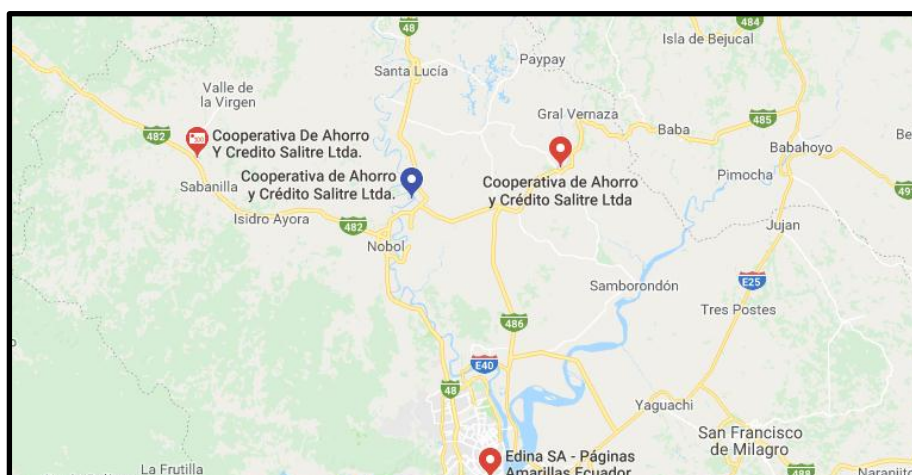 48
484
Isla de Bejucal
Santa Lucía
Paypay
Valle de
la Virgen
Gral Vernaza
485
482
Cooperativa De Ahorro
Y Credito Salitre Ltda.
Baba
Babahoyo
Cooperativa de Ahorro
y Crédito Salitre Ltda.
Cooperativa de Ahorro
y Crédito Salitre Ltda
Pimocha
Sabanilla
Isidro Ayora
482
Jujan
Nobol
Samborondón
E25
Tres Postes
486
E40
48
Yaguachi
San Francisco
de Milagro
Edina SA - Páginas
Amarillas Ecuador
La Frutilla
488
Naranjito